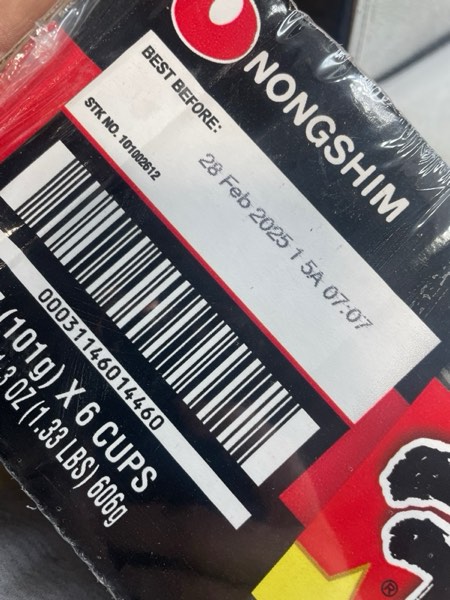 NONGSHIM
BEST BEFORE:
28 Feb 2025 1 5A 07:07
STK NO. 101002612
00031146014460
(101g) X 6 CUPS
OZ (1.33 LBS) 606g
®